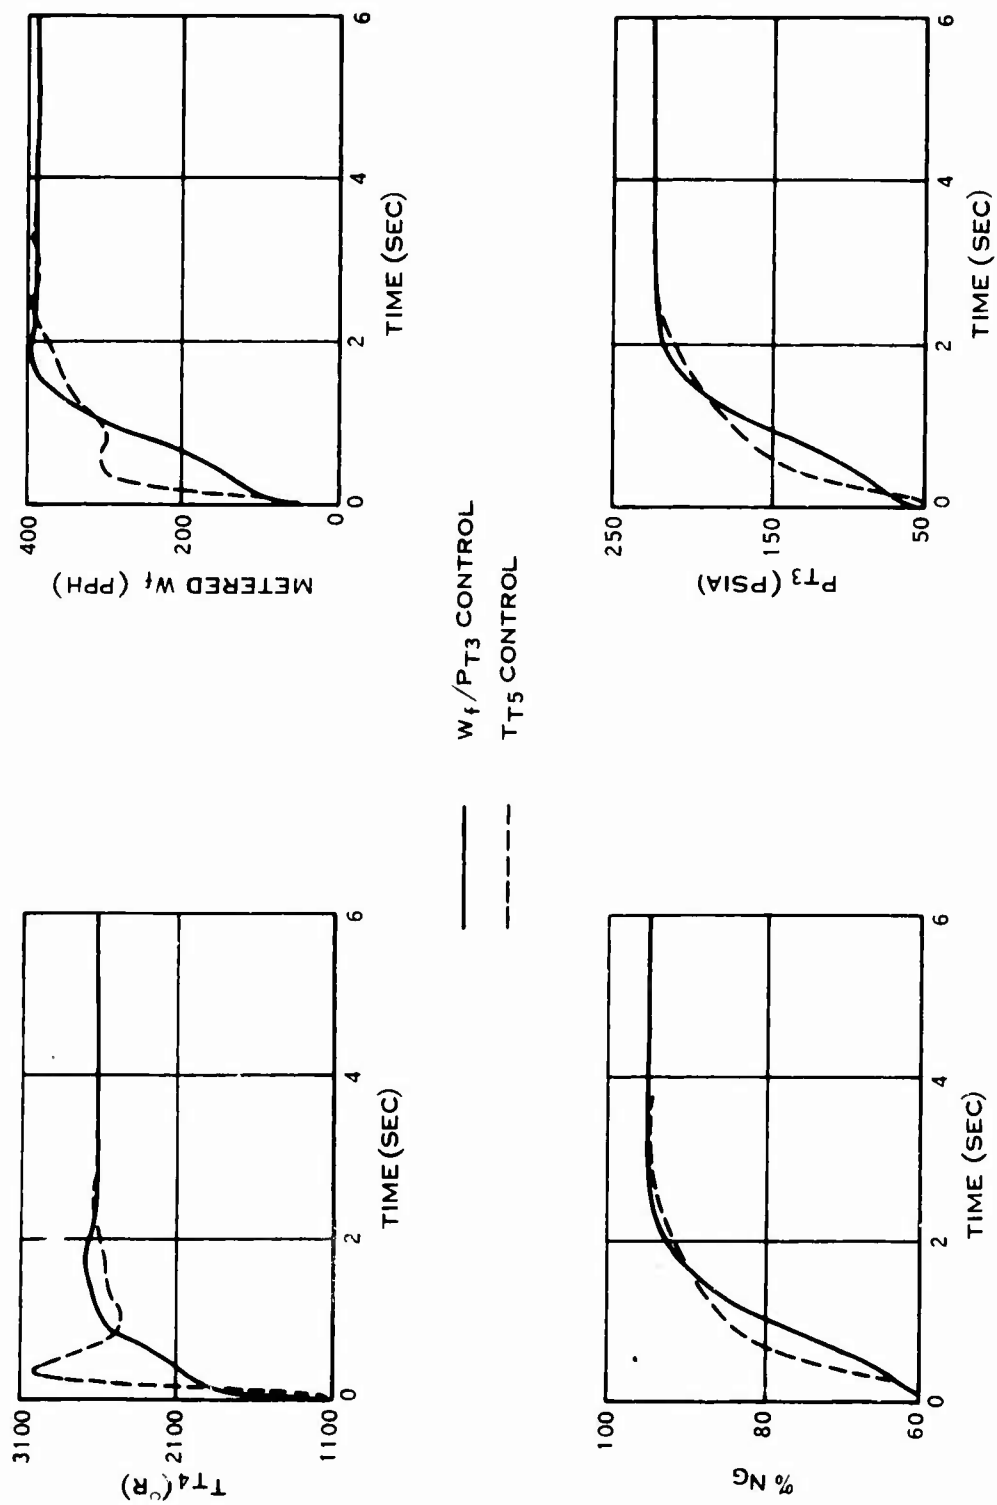 3100
2100
1100
TT4 (°R)
0
2
4
6
TIME (SEC)
400
200
0
METERED Wf (PPH)
0
2
4
6
TIME (SEC)
Wf/PT3 CONTROL
TT5 CONTROL
100
80
60
% NG
0
2
4
6
TIME (SEC)
250
150
50
PT3 (PSIA)
0
2
4
6
TIME (SEC)